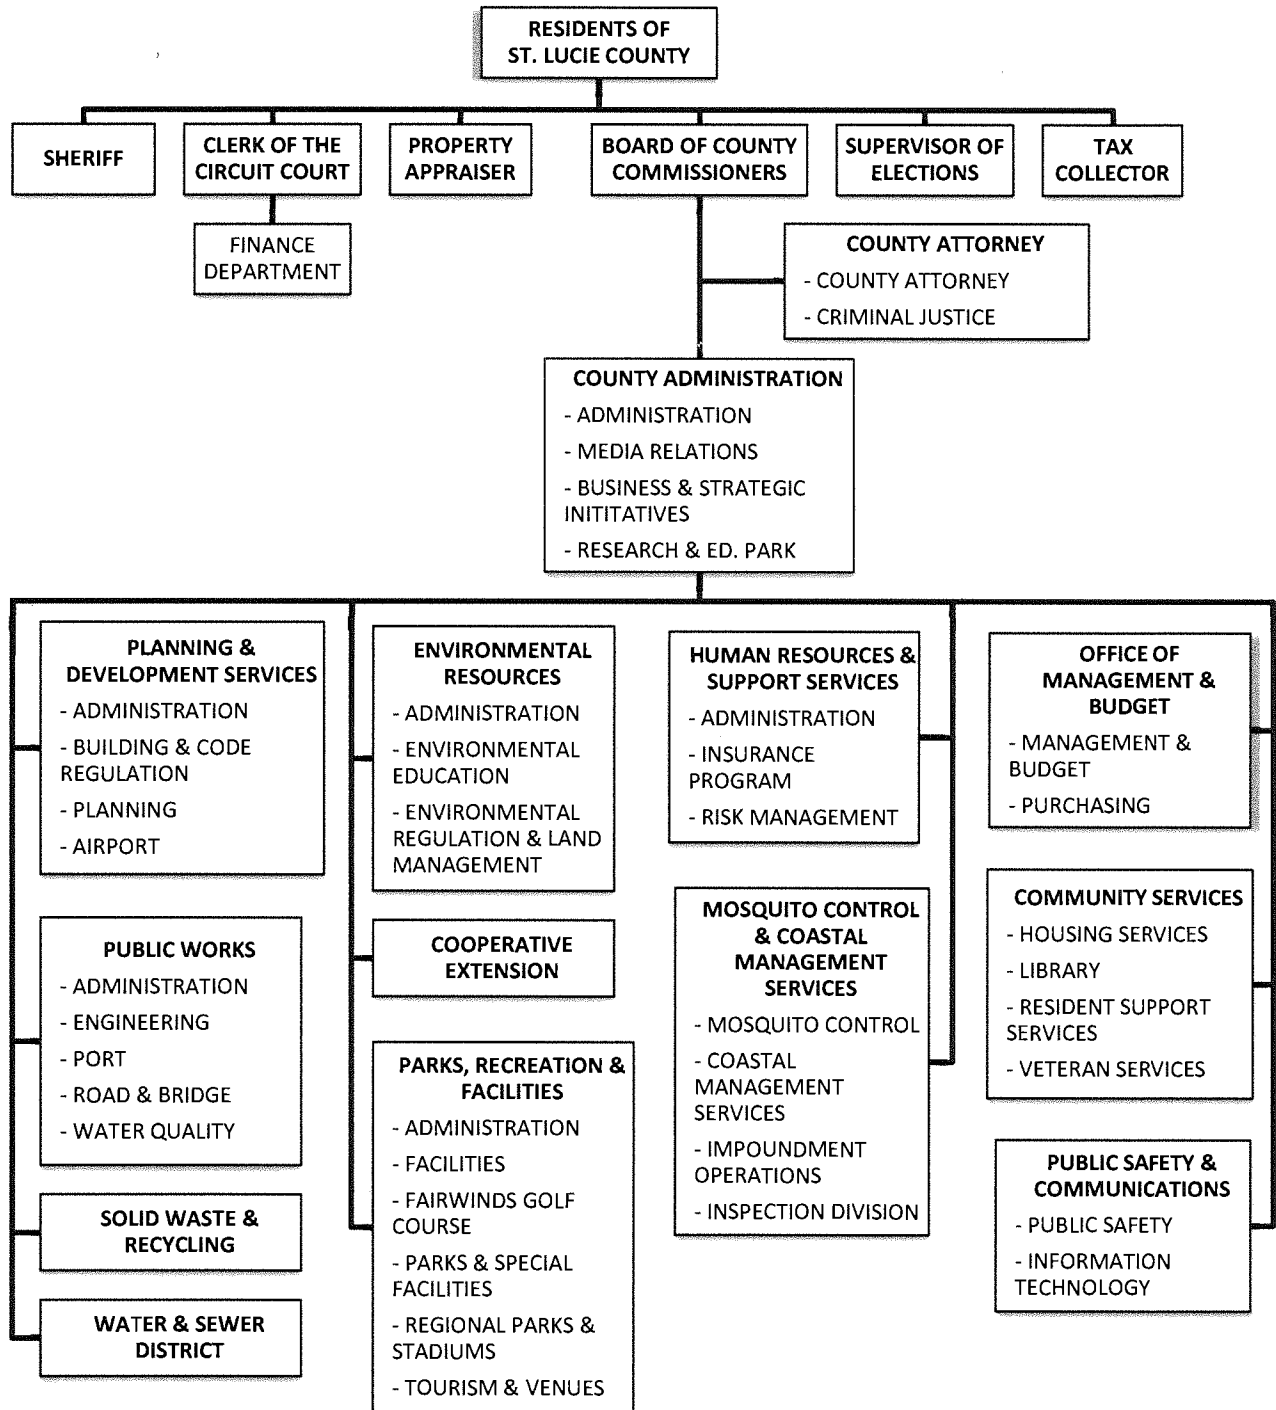 RESIDENTS OF
ST. LUCIE COUNTY
SHERIFF
CLERK OF THE
CIRCUIT COURT
PROPERTY
APPRAISER
BOARD OF COUNTY
COMMISSIONERS
SUPERVISOR OF
ELECTIONS
TAX
COLLECTOR
FINANCE
DEPARTMENT
COUNTY ATTORNEY
- COUNTY ATTORNEY
- CRIMINAL JUSTICE
COUNTY ADMINISTRATION
- ADMINISTRATION
- MEDIA RELATIONS
- BUSINESS & STRATEGIC
INITITATIVES
- RESEARCH & ED. PARK
PLANNING &
DEVELOPMENT SERVICES
- ADMINISTRATION
- BUILDING & CODE
REGULATION
- PLANNING
- AIRPORT
PUBLIC WORKS
- ADMINISTRATION
- ENGINEERING
- PORT
- ROAD & BRIDGE
- WATER QUALITY
SOLID WASTE &
RECYCLING
WATER & SEWER
DISTRICT
ENVIRONMENTAL
RESOURCES
- ADMINISTRATION
- ENVIRONMENTAL
EDUCATION
- ENVIRONMENTAL
REGULATION & LAND
MANAGEMENT
COOPERATIVE
EXTENSION
PARKS, RECREATION &
FACILITIES
- ADMINISTRATION
- FACILITIES
- FAIRWINDS GOLF
COURSE
- PARKS & SPECIAL
FACILITIES
- REGIONAL PARKS &
STADIUMS
- TOURISM & VENUES
HUMAN RESOURCES &
SUPPORT SERVICES
- ADMINISTRATION
- INSURANCE
PROGRAM
- RISK MANAGEMENT
MOSQUITO CONTROL
& COASTAL
MANAGEMENT
SERVICES
- MOSQUITO CONTROL
- COASTAL
MANAGEMENT
SERVICES
- IMPOUNDMENT
OPERATIONS
- INSPECTION DIVISION
OFFICE OF
MANAGEMENT &
BUDGET
- MANAGEMENT &
BUDGET
- PURCHASING
COMMUNITY SERVICES
- HOUSING SERVICES
- LIBRARY
- RESIDENT SUPPORT
SERVICES
- VETERAN SERVICES
PUBLIC SAFETY &
COMMUNICATIONS
- PUBLIC SAFETY
- INFORMATION
TECHNOLOGY